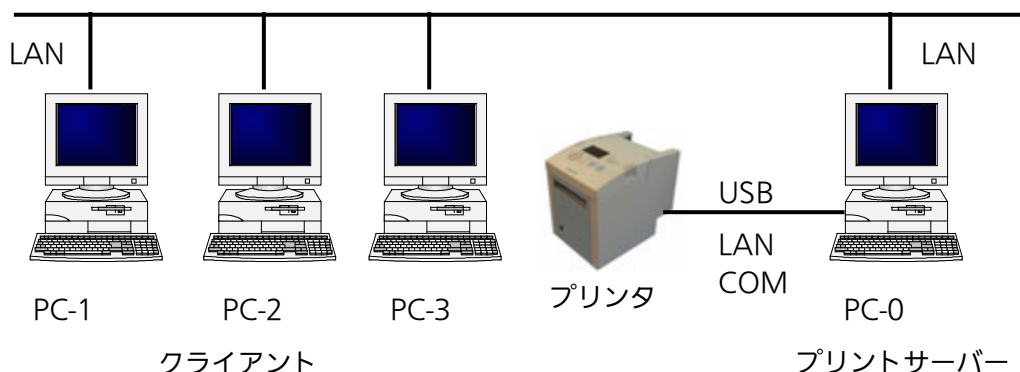 LAN
LAN
USB
LAN
COM
プリンタ
PC-1
PC-2
PC-3
PC-0
クライアント
プリントサーバー